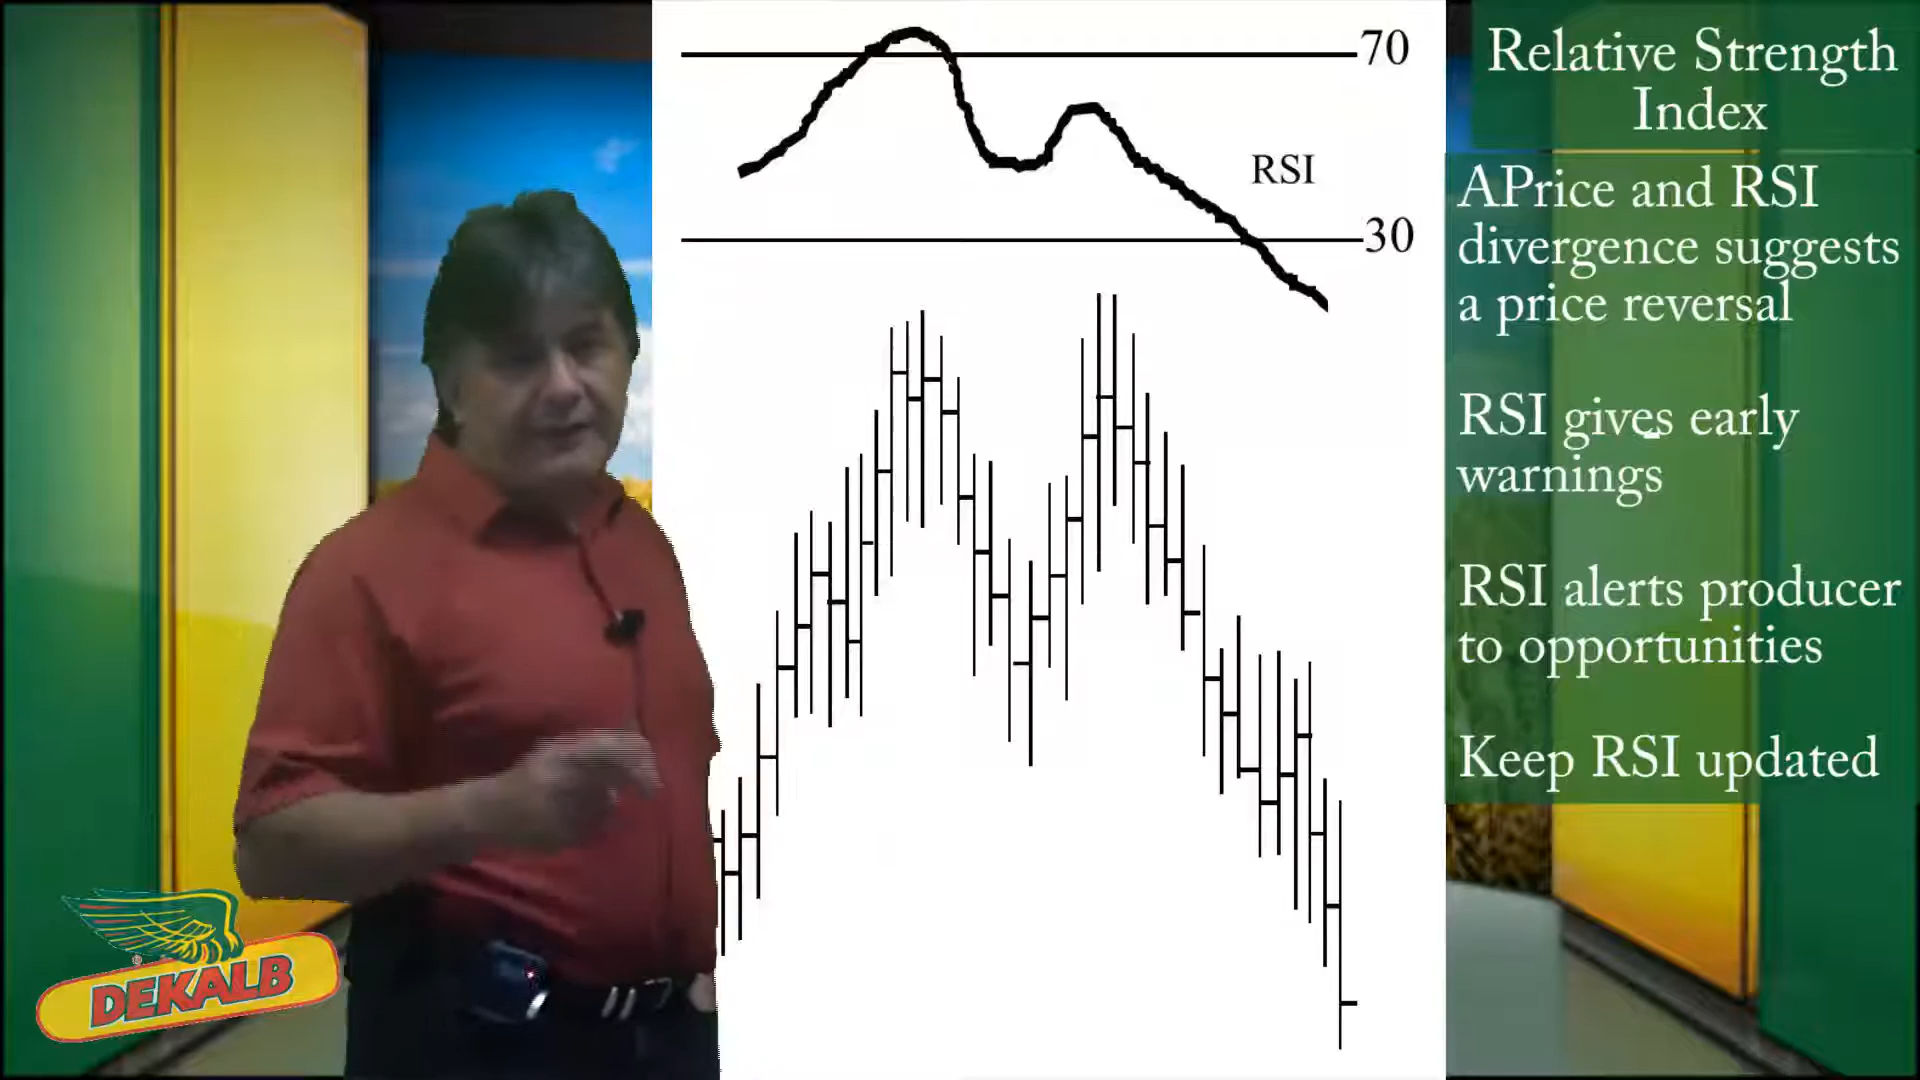 70
RSI
30
Relative Strength
Index
APrice and RSI
divergence suggests
a price reversal
RSI gives early
warnings
RSI alerts producer
to opportunities
Keep RSI updated
DEKALB